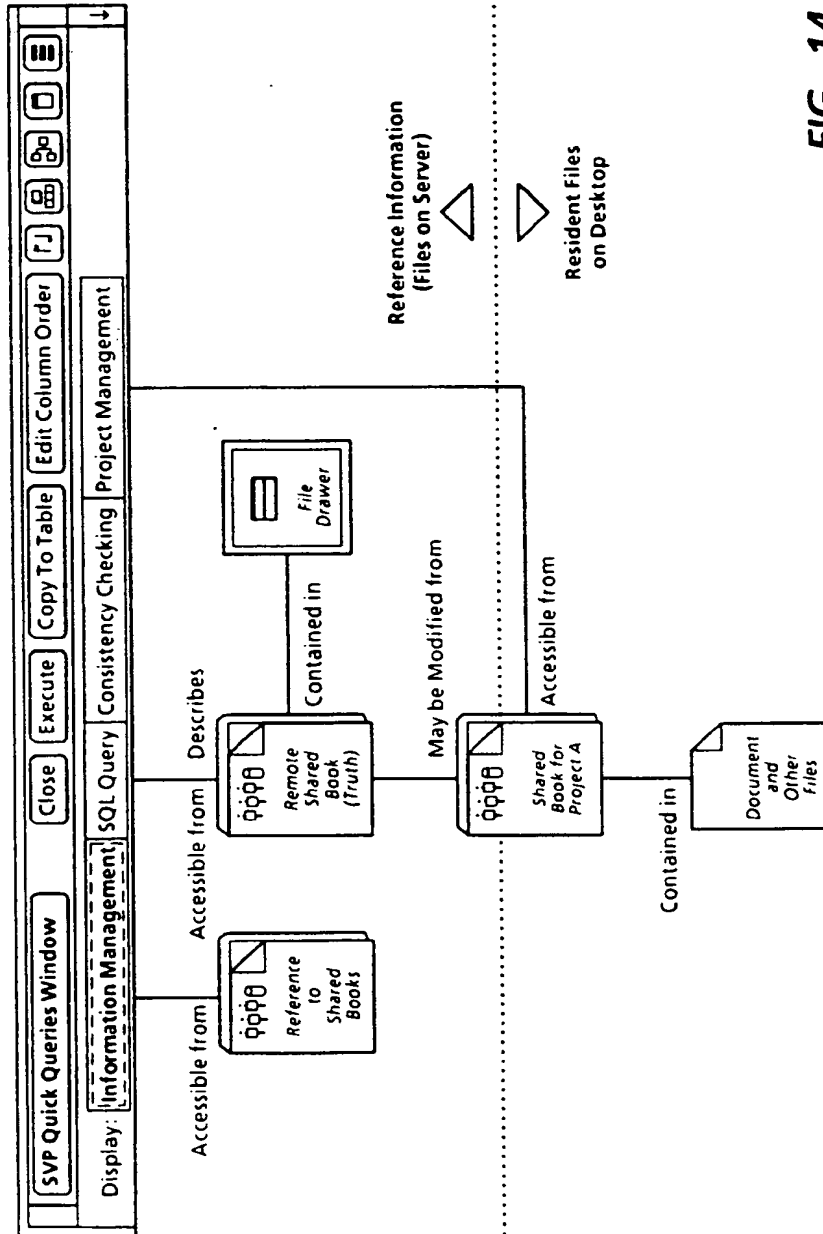 SVP Quick Queries Window
Close
Execute
Copy To Table
Edit Column Order
Display:
Information Management
SQL Query
Consistency Checking
Project Management
Accessible from
Reference
to
Shared
Books
Accessible from
Describes
Remote
Shared
Book
(Truth)
Contained in
File
Drawer
Reference Information
(Files on Server)
May be Modified from
Resident Files
on Desktop
Shared
Book for
Project A
Accessible from
Contained in
Document
and
Other
Files
FIG. 14